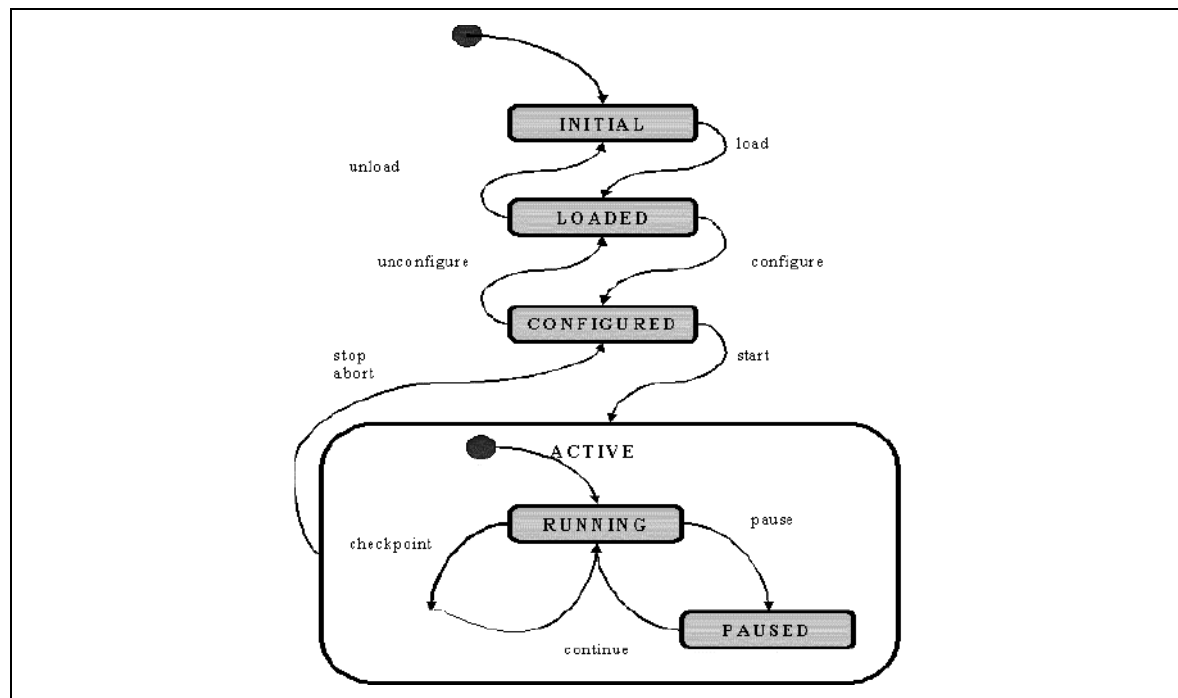 INITIAL
load
unload
LOADED
unconfigure
configure
CONFIGURED
stop
abort
start
ACTIVE
RUNNING
pause
checkpoint
PAUSED
continue